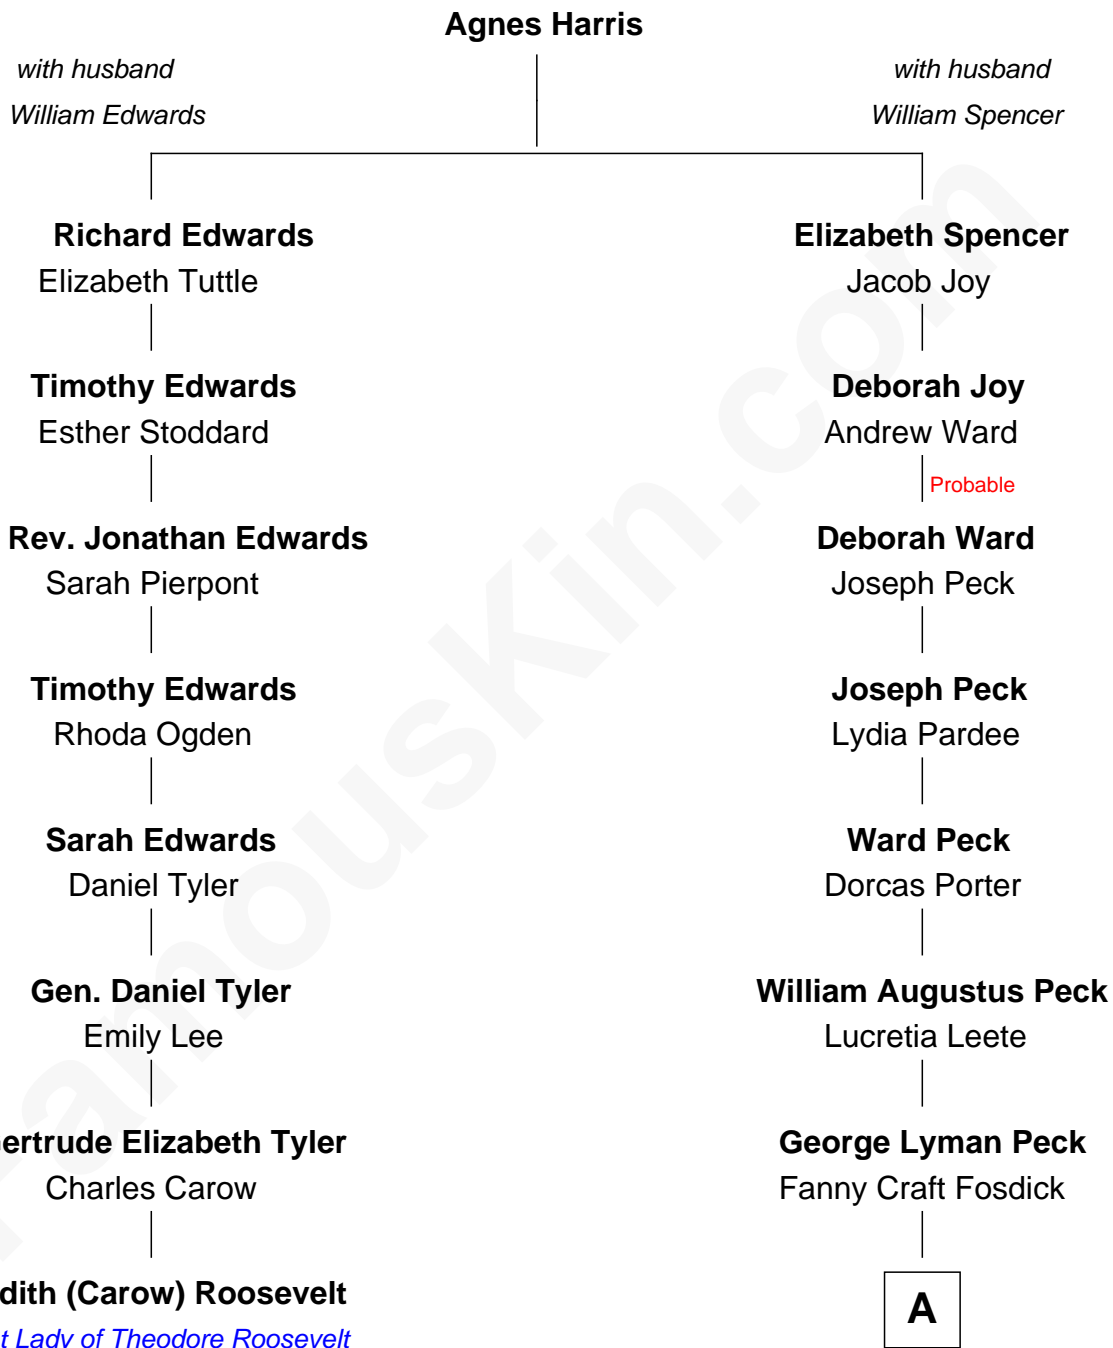 Agnes Harris
with husband
William Edwards
with husband
William Spencer
Richard Edwards
Elizabeth Tuttle
Elizabeth Spencer
Jacob Joy
Timothy Edwards
Esther Stoddard
Deborah Joy
Andrew Ward
Probable
Rev. Jonathan Edwards
Sarah Pierpont
Deborah Ward
Joseph Peck
Timothy Edwards
Rhoda Ogden
Joseph Peck
Lydia Pardee
Sarah Edwards
Daniel Tyler
Ward Peck
Dorcas Porter
Gen. Daniel Tyler
Emily Lee
William Augustus Peck
Lucretia Leete
ertrude Elizabeth Tyler
Charles Carow
George Lyman Peck
Fanny Craft Fosdick
dith (Carow) Roosevelt
t Lady of Theodore Roosevelt
A
FamousKin.com